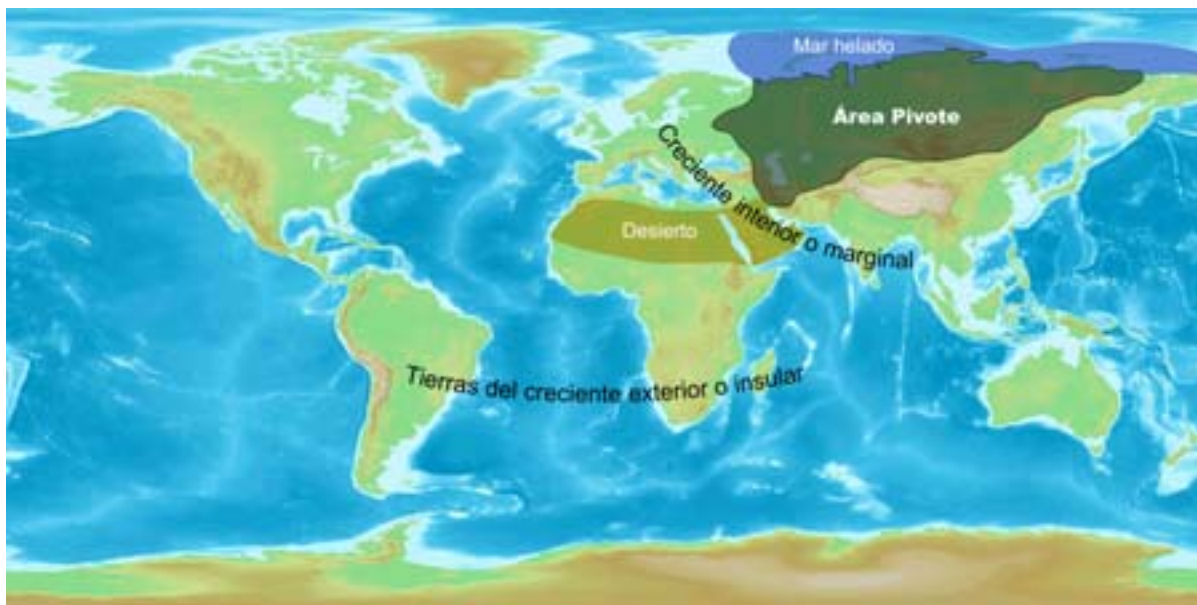 Mar helado
Área Pivote
Creciente interior o marginal
Desierto
Tierras del creciente exterior o insular